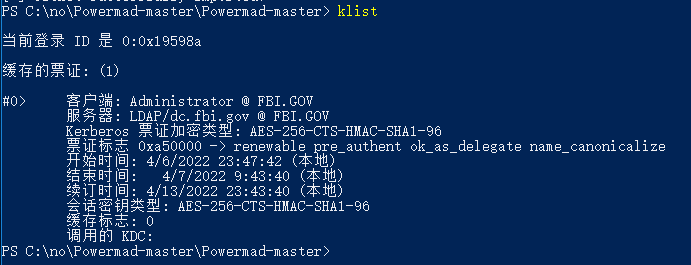 PS C:\no\Powermad-master\Powermad-master> klist
当前登录 ID 是 0:0x19598a
缓存的票证: (1)
#0> 客户端: Administrator @ FBI.GOV
服务器: LDAP/dc.fbi.gov @ FBI.GOV
Kerberos 票证加密类型: AES-256-CTS-HMAC-SHA1-96
票证标志 0xa50000 -> renewable pre_authent ok_as_delegate name_canonicalize
开始时间: 4/6/2022 23:47:42 (本地)
结束时间: 4/7/2022 9:43:40 (本地)
续订时间: 4/13/2022 23:43:40 (本地)
会话密钥类型: AES-256-CTS-HMAC-SHA1-96
缓存标志: 0
调用的 KDC:
PS C:\no\Powermad-master\Powermad-master>